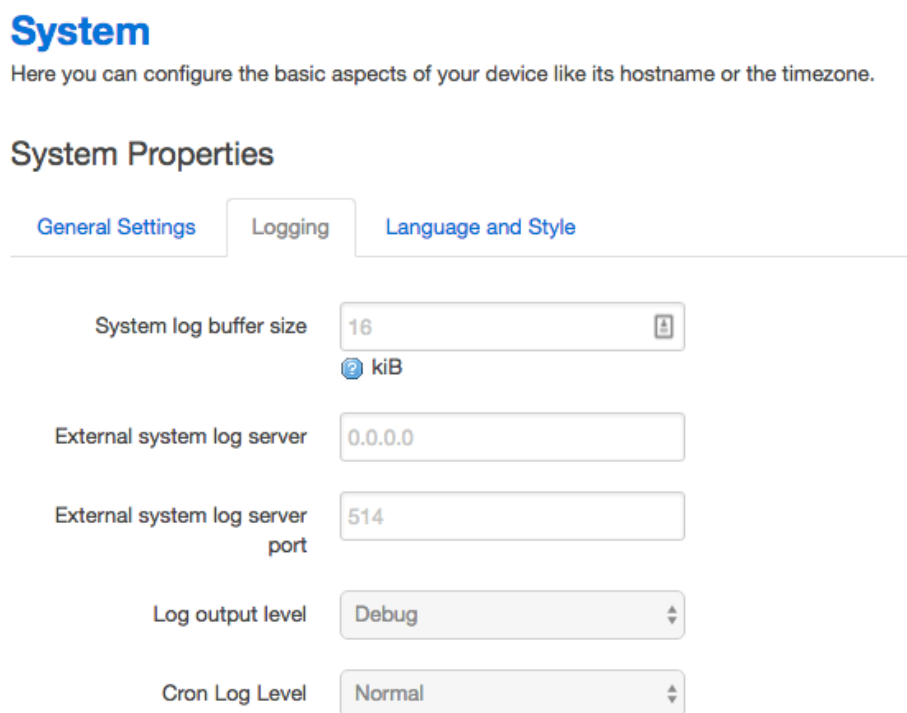 System
Here you can configure the basic aspects of your device like its hostname or the timezone.
System Properties
General Settings Logging Language and Style
System log buffer size 16
kiB
External system log server 0.0.0.0
External system log server port 514
Log output level Debug
Cron Log Level Normal